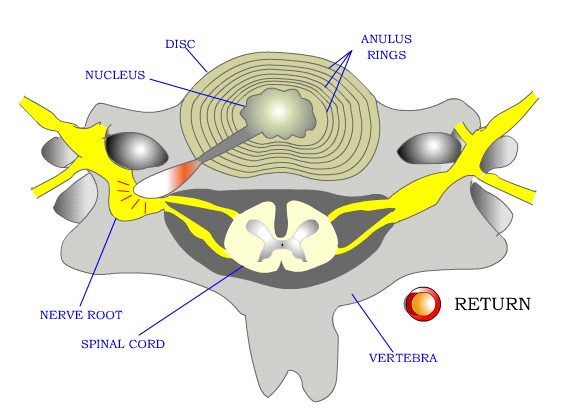 DISC
ANULUS
RINGS
NUCLEUS
NERVE ROOT
SPINAL CORD
VERTEBRA
RETURN